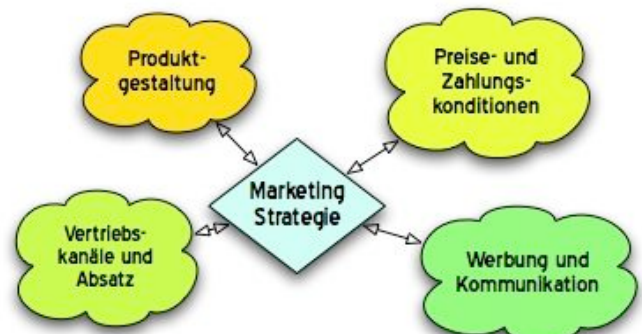 Produkt-
gestaltung
Preise- und
Zahlungs-
konditionen
Marketing
Strategie
Vertriebs-
kanäle und
Absatz
Werbung und
Kommunikation